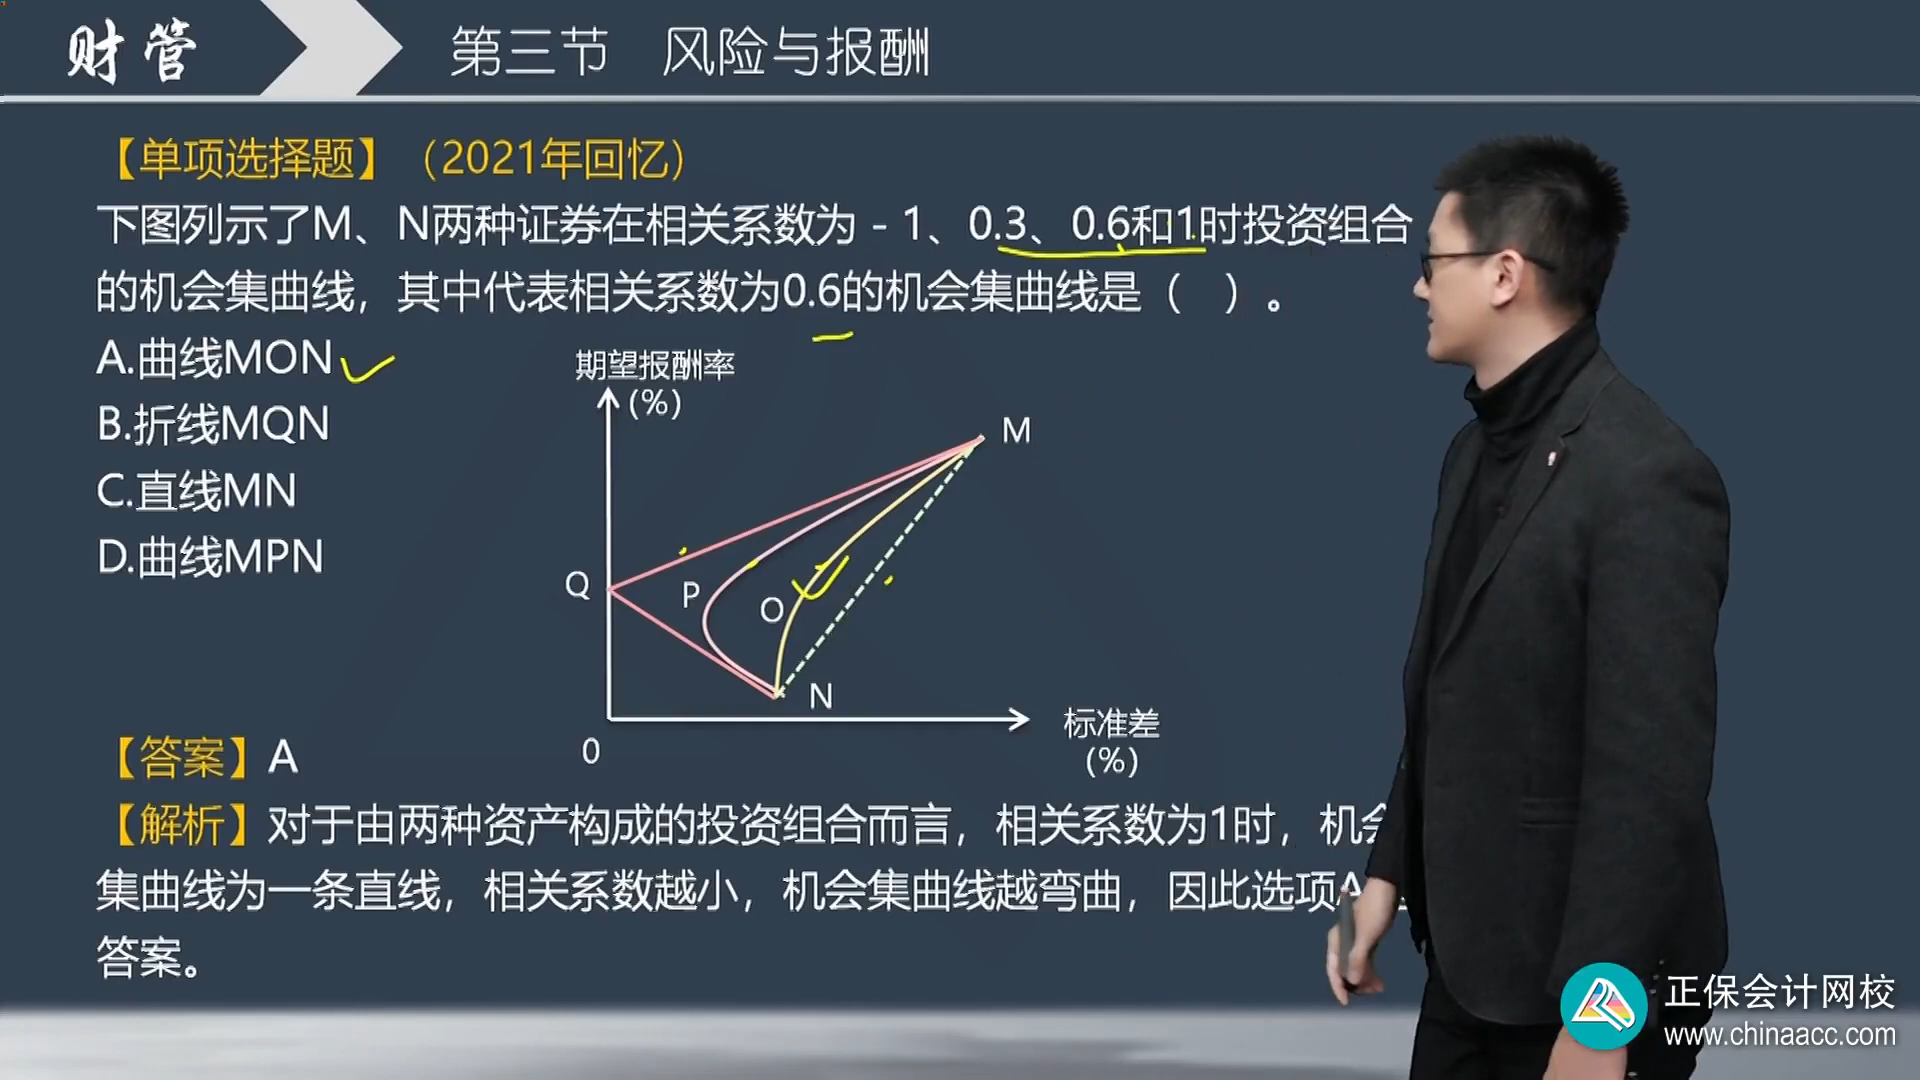 财管
第三节 风险与报酬
【单项选择题】（2021年回忆）
下图列示了M、N两种证券在相关系数为－1、0.3、0.6和1时投资组合
的机会集曲线，其中代表相关系数为0.6的机会集曲线是（ ）。
A.曲线MON
B.折线MQN
C.直线MN
D.曲线MPN
期望报酬率
(%)
M
Q
P
O
N
0
标准差
(%)
【答案】A
【解析】对于由两种资产构成的投资组合而言，相关系数为1时，机会
集曲线为一条直线，相关系数越小，机会集曲线越弯曲，因此选项A
答案。
正保会计网校
www.chinaacc.com